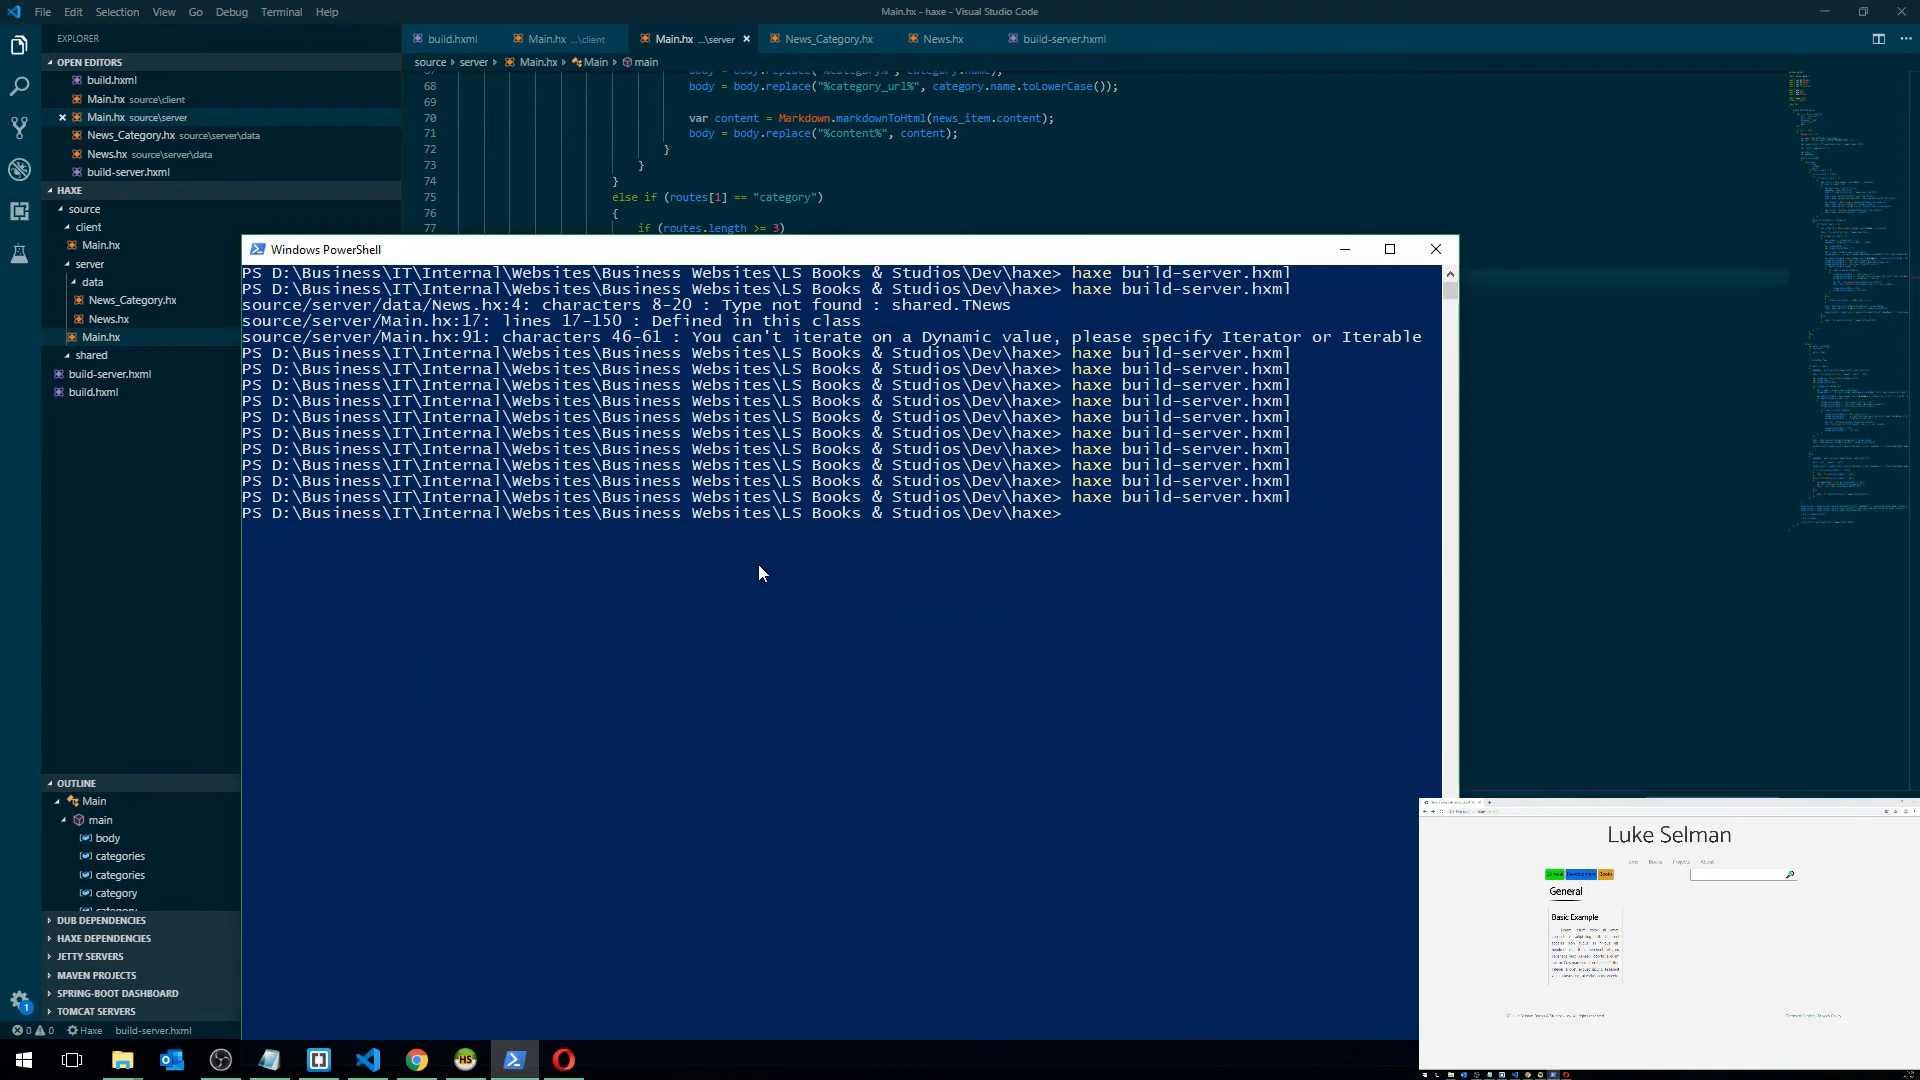 File Edit Selection View Go Debug Terminal Help
Main.hx - haxe - Visual Studio Code
EXPLORER
OPEN EDITORS
build.hxml
Main.hx source\client
Main.hx source\server
News_Category.hx source\server\data
News.hx source\server\data
build-server.hxml
HAXE
source
client
Main.hx
server
data
News_Category.hx
News.hx
Main.hx
shared
build-server.hxml
build.hxml
OUTLINE
Main
main
body
categories
categories
category
DUB DEPENDENCIES
HAXE DEPENDENCIES
JETTY SERVERS
MAVEN PROJECTS
SPRING-BOOT DASHBOARD
TOMCAT SERVERS
0 0 Haxe build-server.hxml
1
build.hxml Main.hx ...\client Main.hx ...\server News_Category.hx News.hx build-server.hxml
source server Main.hx Main main
68 body = body.replace("%category_url%", category.name.toLowerCase());
69
70 var content = Markdown.markdownToHtml(news_item.content);
71 body = body.replace("%content%", content);
72 }
73 }
74 }
75 else if (routes[1] == "category")
76 {
77 if (routes.length >= 3)
Windows PowerShell
PS D:\Business\IT\Internal\Websites\Business Websites\LS Books & Studios\Dev\haxe> haxe build-server.hxml
PS D:\Business\IT\Internal\Websites\Business Websites\LS Books & Studios\Dev\haxe> haxe build-server.hxml
source/server/data/News.hx:4: characters 8-20 : Type not found : shared.TNews
source/server/Main.hx:17: lines 17-150 : Defined in this class
source/server/Main.hx:91: characters 46-61 : You can't iterate on a Dynamic value, please specify Iterator or Iterable
PS D:\Business\IT\Internal\Websites\Business Websites\LS Books & Studios\Dev\haxe> haxe build-server.hxml
PS D:\Business\IT\Internal\Websites\Business Websites\LS Books & Studios\Dev\haxe> haxe build-server.hxml
PS D:\Business\IT\Internal\Websites\Business Websites\LS Books & Studios\Dev\haxe> haxe build-server.hxml
PS D:\Business\IT\Internal\Websites\Business Websites\LS Books & Studios\Dev\haxe> haxe build-server.hxml
PS D:\Business\IT\Internal\Websites\Business Websites\LS Books & Studios\Dev\haxe> haxe build-server.hxml
PS D:\Business\IT\Internal\Websites\Business Websites\LS Books & Studios\Dev\haxe> haxe build-server.hxml
PS D:\Business\IT\Internal\Websites\Business Websites\LS Books & Studios\Dev\haxe> haxe build-server.hxml
PS D:\Business\IT\Internal\Websites\Business Websites\LS Books & Studios\Dev\haxe> haxe build-server.hxml
PS D:\Business\IT\Internal\Websites\Business Websites\LS Books & Studios\Dev\haxe> haxe build-server.hxml
PS D:\Business\IT\Internal\Websites\Business Websites\LS Books & Studios\Dev\haxe> haxe build-server.hxml
PS D:\Business\IT\Internal\Websites\Business Websites\LS Books & Studios\Dev\haxe>
Luke Selman
Books Projects About
General Development Books
General
Basic Example
HS